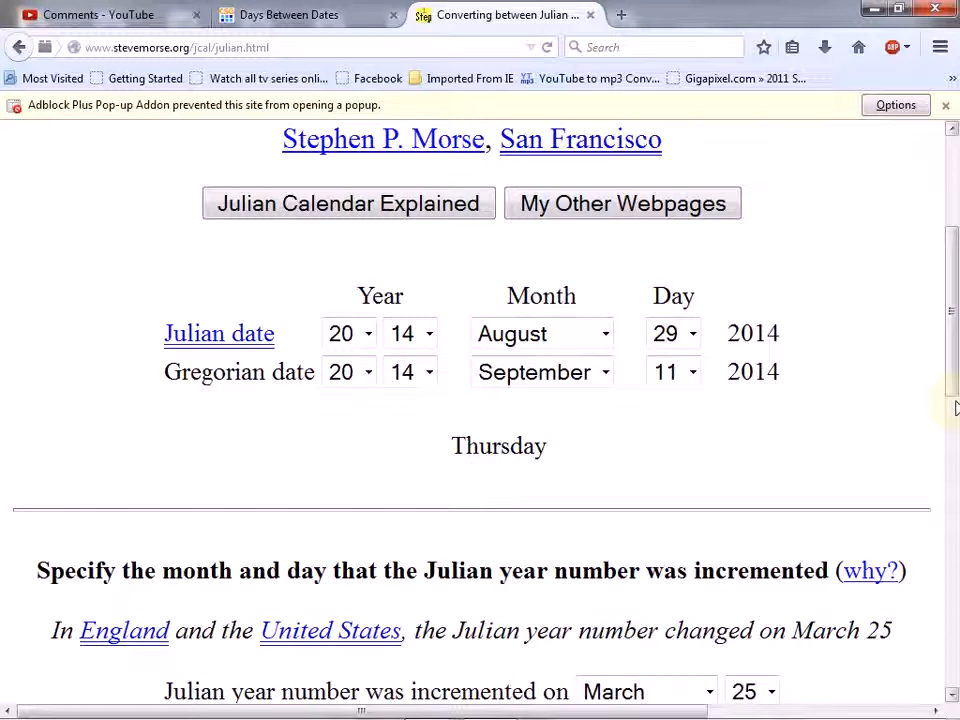 Comments - YouTube
Days Between Dates
Converting between Julian ...
www.stevemorse.org/jcal/julian.html
Search
ABP
Most Visited
Getting Started
Watch all tv series onli...
Facebook
Imported From IE
YouTube to mp3 Conv...
Gigapixel.com » 2011 S...
Adblock Plus Pop-up Addon prevented this site from opening a popup.
Options
Stephen P. Morse, San Francisco
Julian Calendar Explained
My Other Webpages
Year Month Day
Julian date 20 14 August 29 2014
Gregorian date 20 14 September 11 2014
Thursday
Specify the month and day that the Julian year number was incremented (why?)
In England and the United States, the Julian year number changed on March 25
Julian year number was incremented on March 25